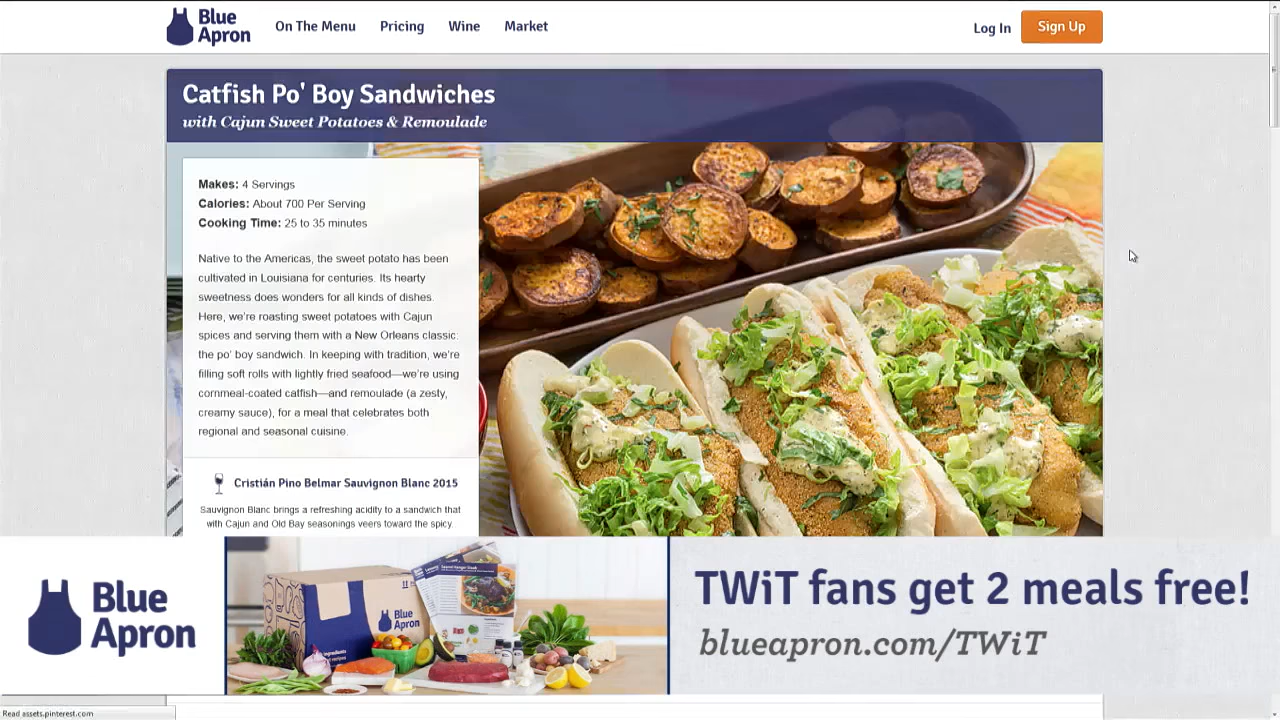 Blue Apron
On The Menu
Pricing
Wine
Market
Log In
Sign Up
Catfish Po' Boy Sandwiches
with Cajun Sweet Potatoes & Remoulade
Makes: 4 Servings
Calories: About 700 Per Serving
Cooking Time: 25 to 35 minutes
Native to the Americas, the sweet potato has been
cultivated in Louisiana for centuries. Its hearty
sweetness does wonders for all kinds of dishes.
Here, we're roasting sweet potatoes with Cajun
spices and serving them with a New Orleans classic:
the po' boy sandwich. In keeping with tradition, we're
filling soft rolls with lightly fried seafood—we're using
cornmeal-coated catfish—and remoulade (a zesty,
creamy sauce), for a meal that celebrates both
regional and seasonal cuisine.
Cristián Pino Belmar Sauvignon Blanc 2015
Sauvignon Blanc brings a refreshing acidity to a sandwich that
with Cajun and Old Bay seasonings veers toward the spicy.
Blue
Apron
Blue
Apron
TWiT fans get 2 meals free!
blueapron.com/TWiT
Read assets.pinterest.com